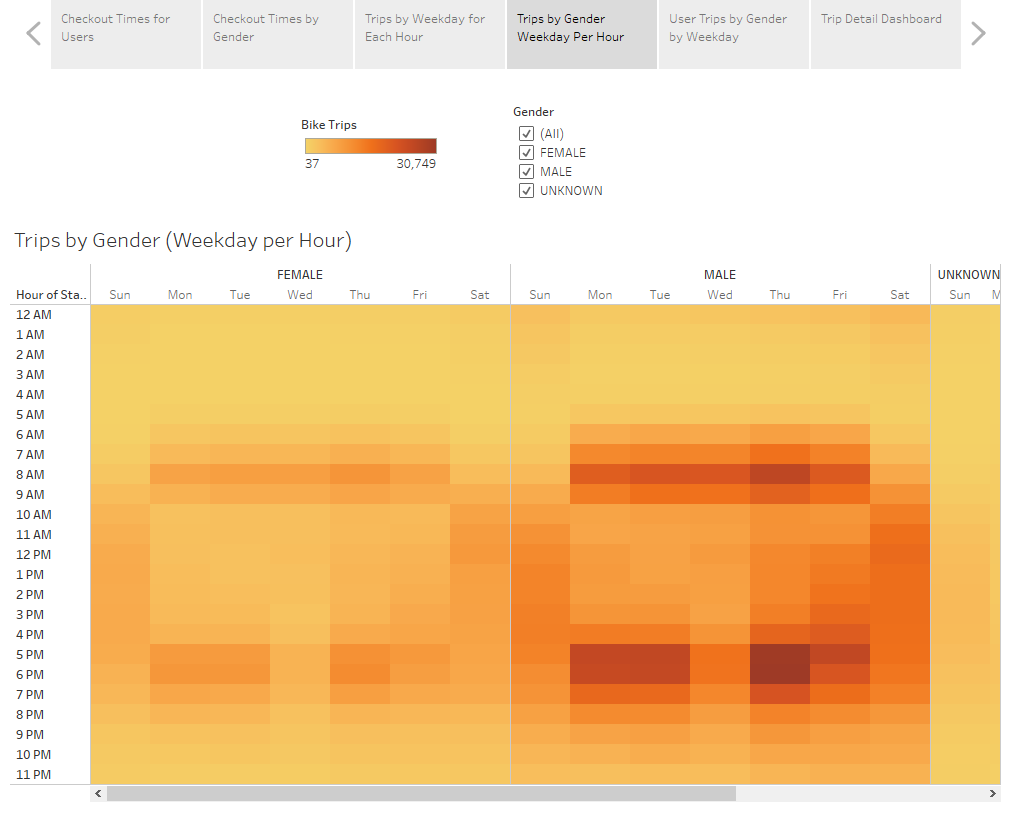 Checkout Times for
Users
Checkout Times by
Gender
Trips by Weekday for
Each Hour
Trips by Gender
Weekday Per Hour
User Trips by Gender
by Weekday
Trip Detail Dashboard
Bike Trips
37 30,749
Gender
(All)
FEMALE
MALE
UNKNOWN
Trips by Gender (Weekday per Hour)
FEMALE MALE UNKNOWN
Hour of Sta.. Sun Mon Tue Wed Thu Fri Sat Sun Mon Tue Wed Thu Fri Sat Sun M
12 AM
1 AM
2 AM
3 AM
4 AM
5 AM
6 AM
7 AM
8 AM
9 AM
10 AM
11 AM
12 PM
1 PM
2 PM
3 PM
4 PM
5 PM
6 PM
7 PM
8 PM
9 PM
10 PM
11 PM